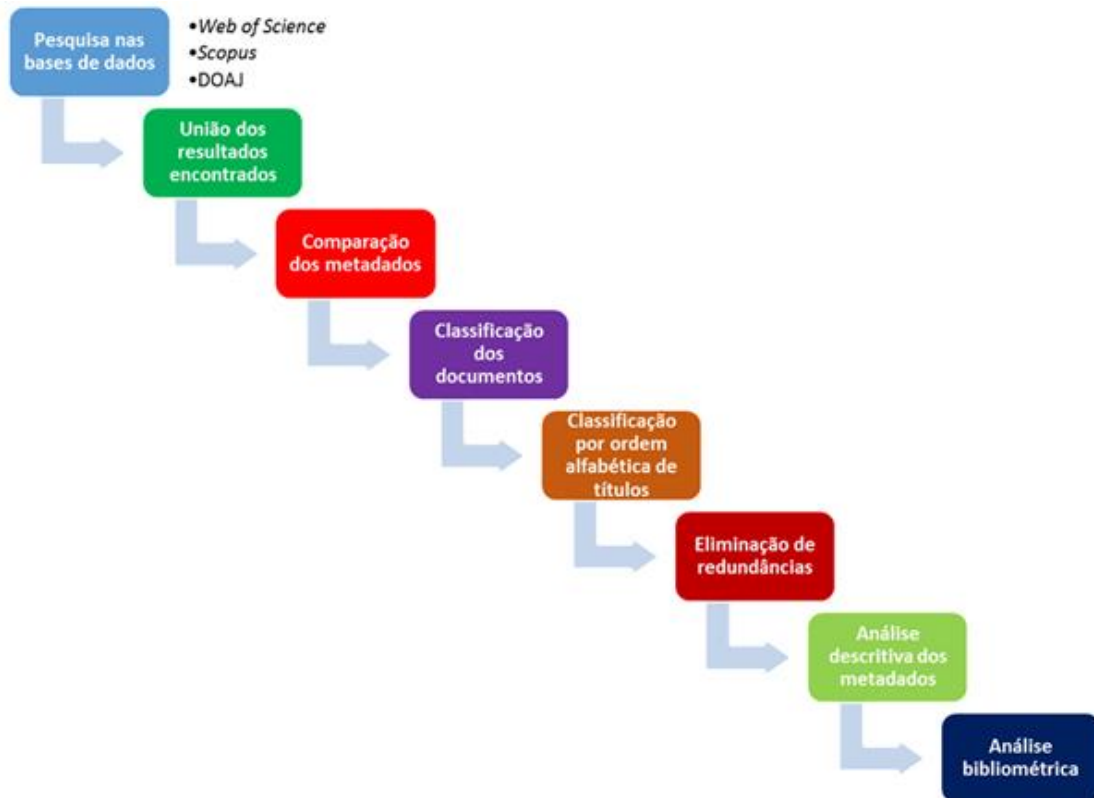 Pesquisa nas
bases de dados
•Web of Science
•Scopus
•DOAJ
União dos
resultados
encontrados
Comparação
dos metadados
Classificação
dos
documentos
Classificação
por ordem
alfabética de
títulos
Eliminação de
redundâncias
Análise
descritiva dos
metadados
Análise
bibliométrica